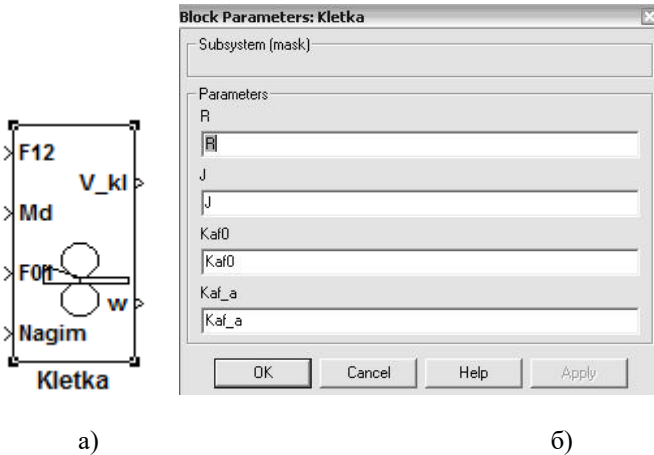 F12
V_kl
Md
F01
w
Nagim
Kletka
Block Parameters: Kletka
Subsystem (mask)
Parameters
R
R
J
J
Kaf0
Kaf0
Kaf_a
Kaf_a
OK Cancel Help Apply
а) б)